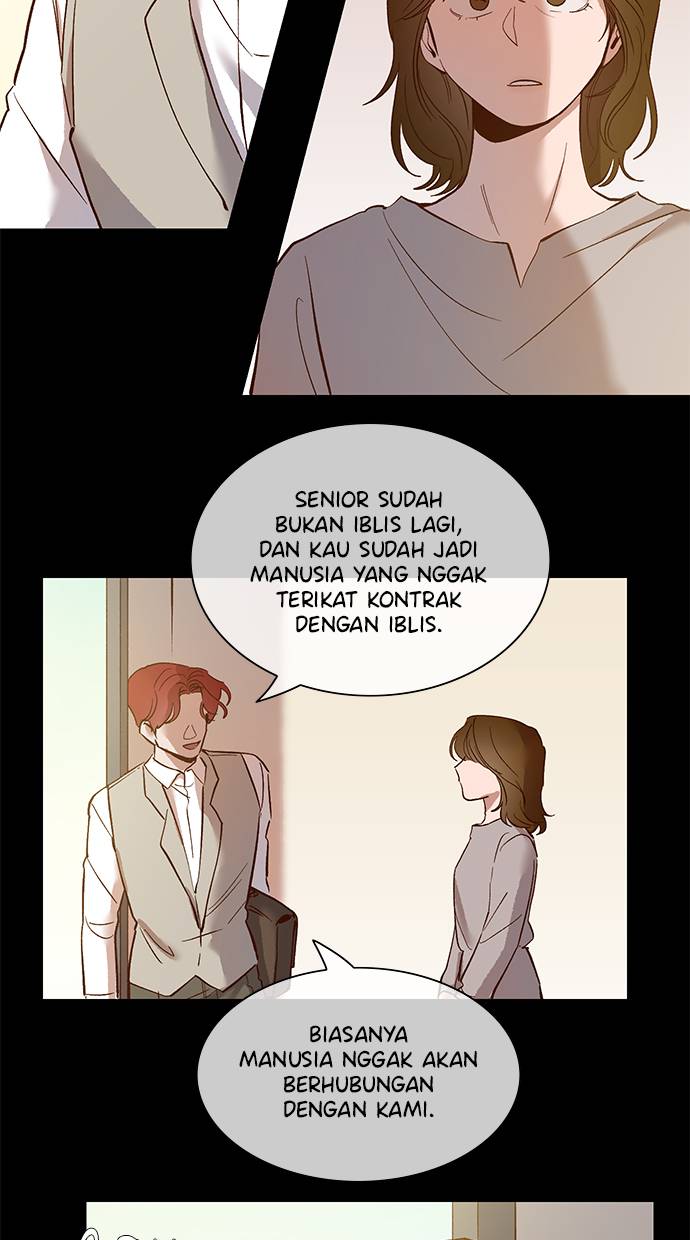 SENIOR SUDAH
BUKAN IBLIS LAGI,
DAN KAU SUDAH JADI
MANUSIA YANG NGGAK
TERIKAT KONTRAK
DENGAN IBLIS.
BIASANYA
MANUSIA NGGAK AKAN
BERHUBUNGAN
DENGAN KAMI.